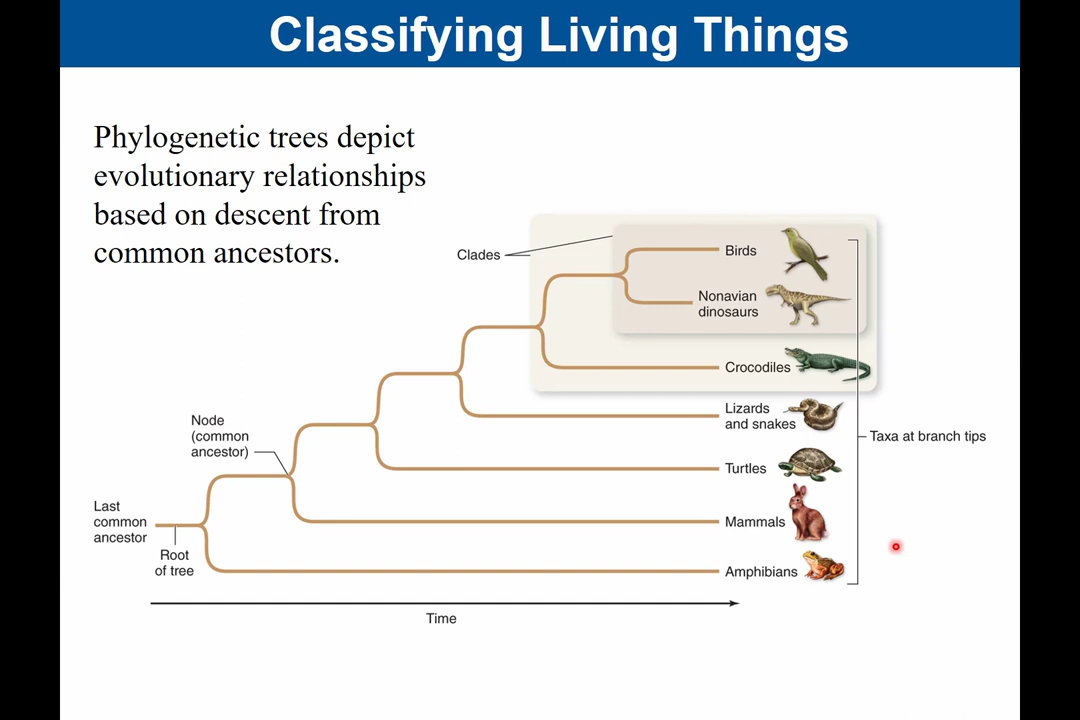 Classifying Living Things
Phylogenetic trees depict
evolutionary relationships
based on descent from
common ancestors.
Clades
Birds
Nonavian
dinosaurs
Crocodiles
Lizards
and snakes
Turtles
Mammals
Amphibians
Taxa at branch tips
Node
(common
ancestor)
Last
common
ancestor
Root
of tree
Time